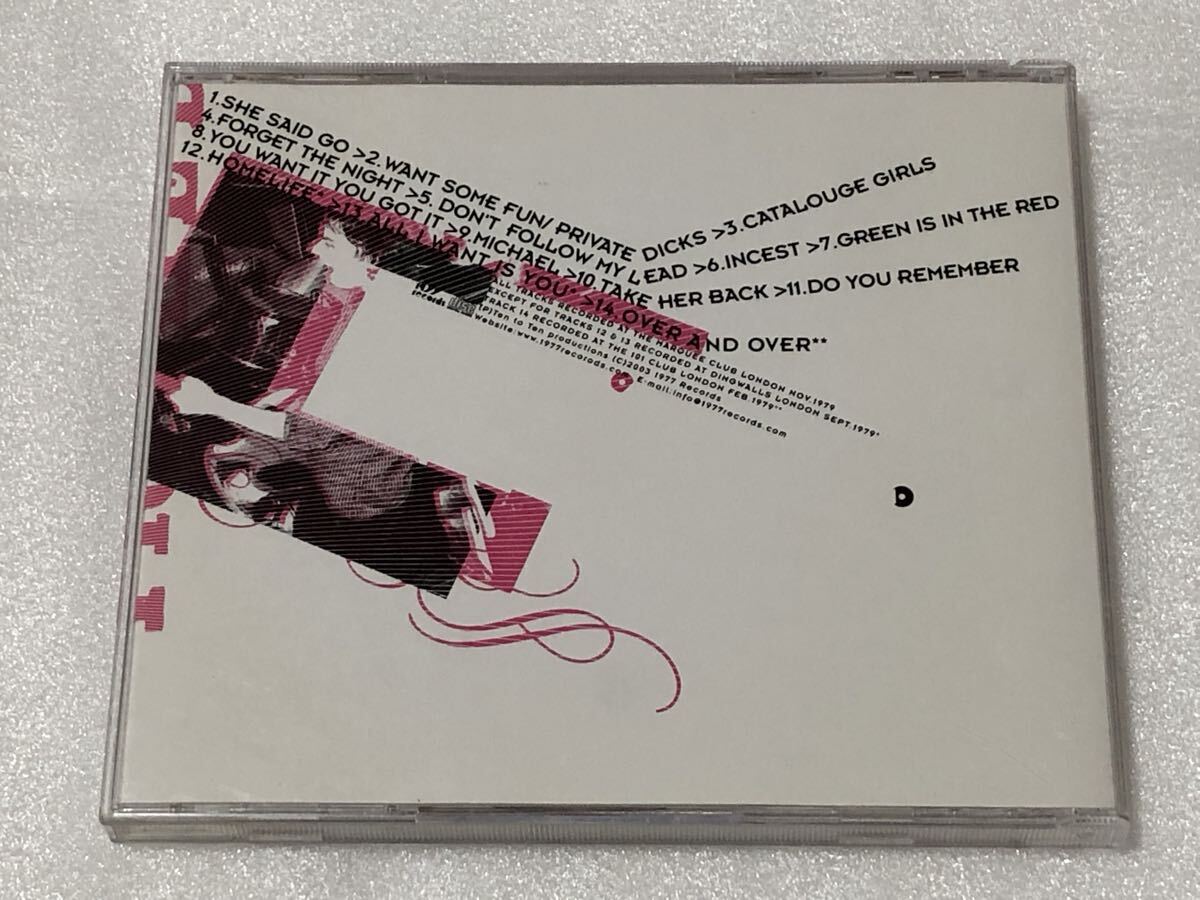 1.SHE SAID GO >2.WANT SOME FUN/ PRIVATE DICKS >3.CATALOUGE GIRLS
4.FORGET THE NIGHT >5. DON'T FOLLOW MY LEAD >6.INCEST >7.GREEN IS IN THE RED
8.YOU WANT IT YOU GOT IT >9.MICHAEL >10.TAKE HER BACK >11.DO YOU REMEMBER
12.HOMELIFE* >13.ALL I WANT IS YOU* >14.OVER AND OVER**
records
ALL TRACKS RECORDED AT THE MARQUEE CLUB LONDON NOV.1979
EXCEPT FOR TRACKS 12 & 13 RECORDED AT DINGWALLS LONDON SEPT.1979*
TRACK 14 RECORDED AT THE 101 CLUB LONDON FEB.1979**
(P)Ten to Ten productions (C)2003 1977 Records
Website:www.1977records.com E-mail:info@1977records.com